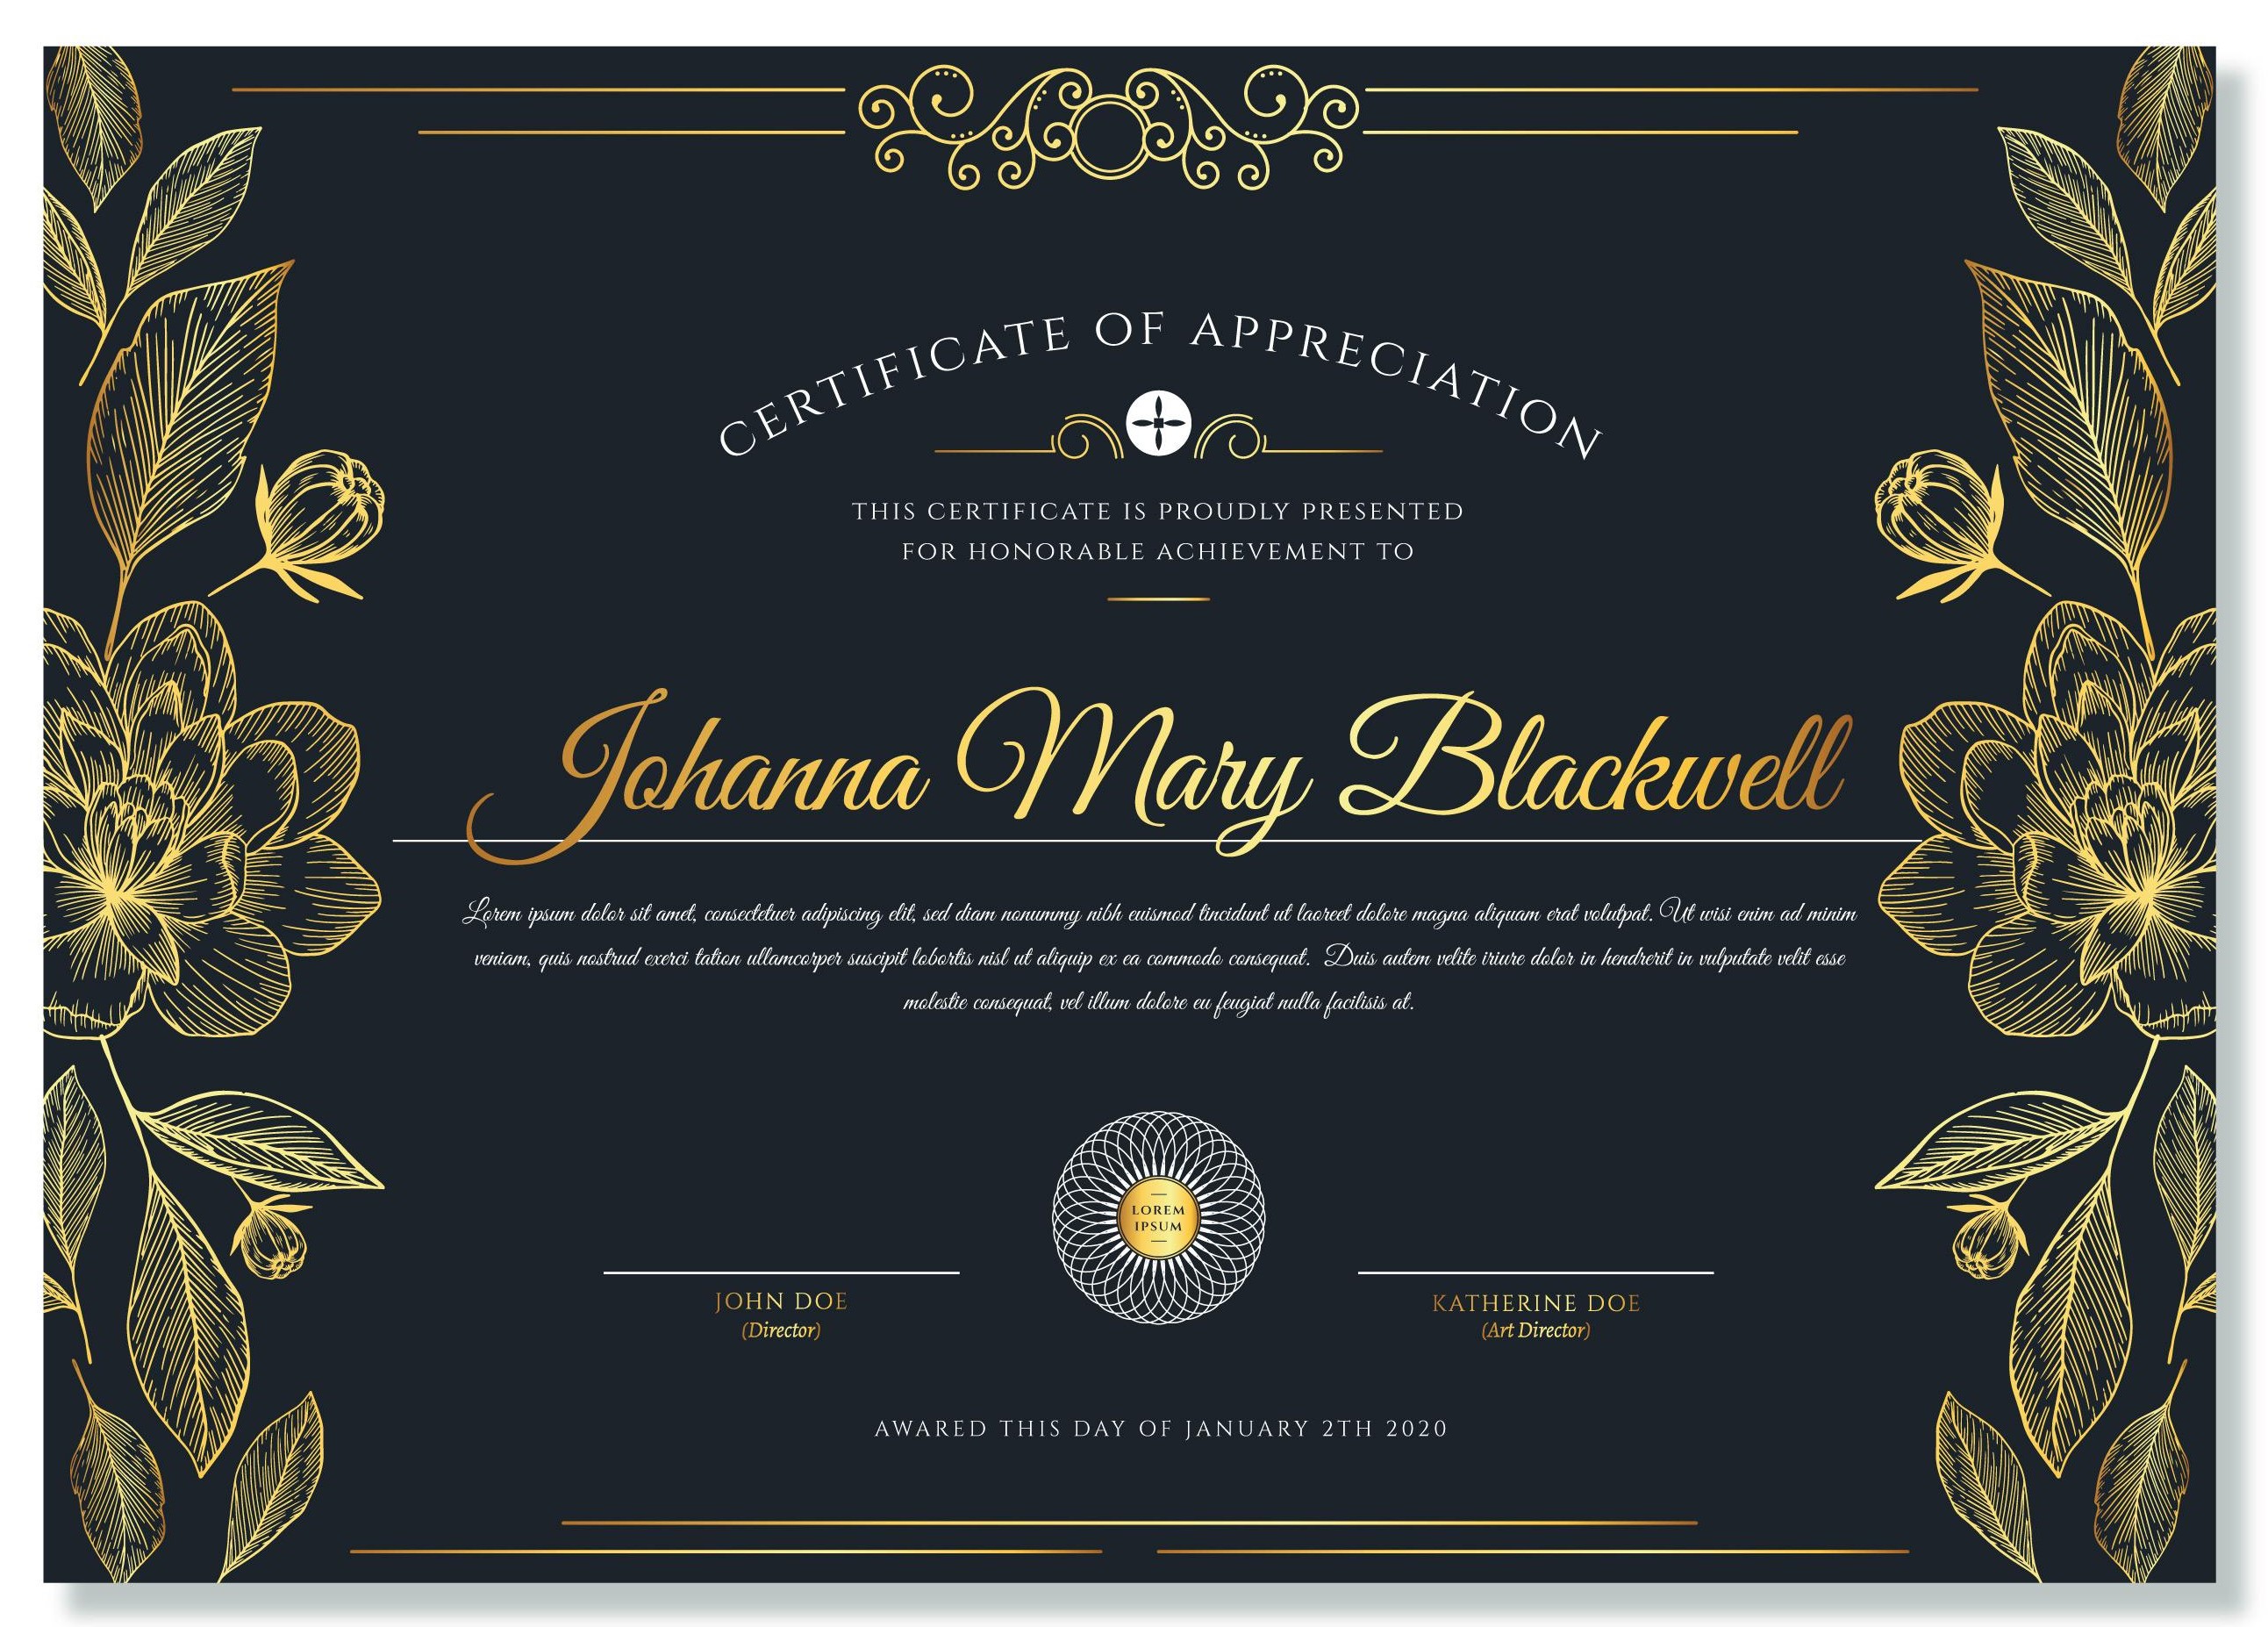 CERTIFICATE OF APPRECIATION
THIS CERTIFICATE IS PROUDLY PRESENTED
FOR HONORABLE ACHIEVEMENT TO
Johanna Mary Blackwell
Lorem ipsum dolor sit amet, consectetuer adipiscing elit, sed diam nonummy nibh euismod tincidunt ut laoreet dolore magna aliquam erat volutpat. Ut wisi enim ad minim
veniam, quis nostrud exerci tation ullamcorper suscipit lobortis nisl ut aliquip ex ea commodo consequat. Duis autem velite iriure dolor in hendrerit in vulputate velit esse
molestie consequat, vel illum dolore eu feugiat nulla facilisis at.
LOREM
IPSUM
JOHN DOE
(Director)
KATHERINE DOE
(Art Director)
AWARED THIS DAY OF JANUARY 2TH 2020